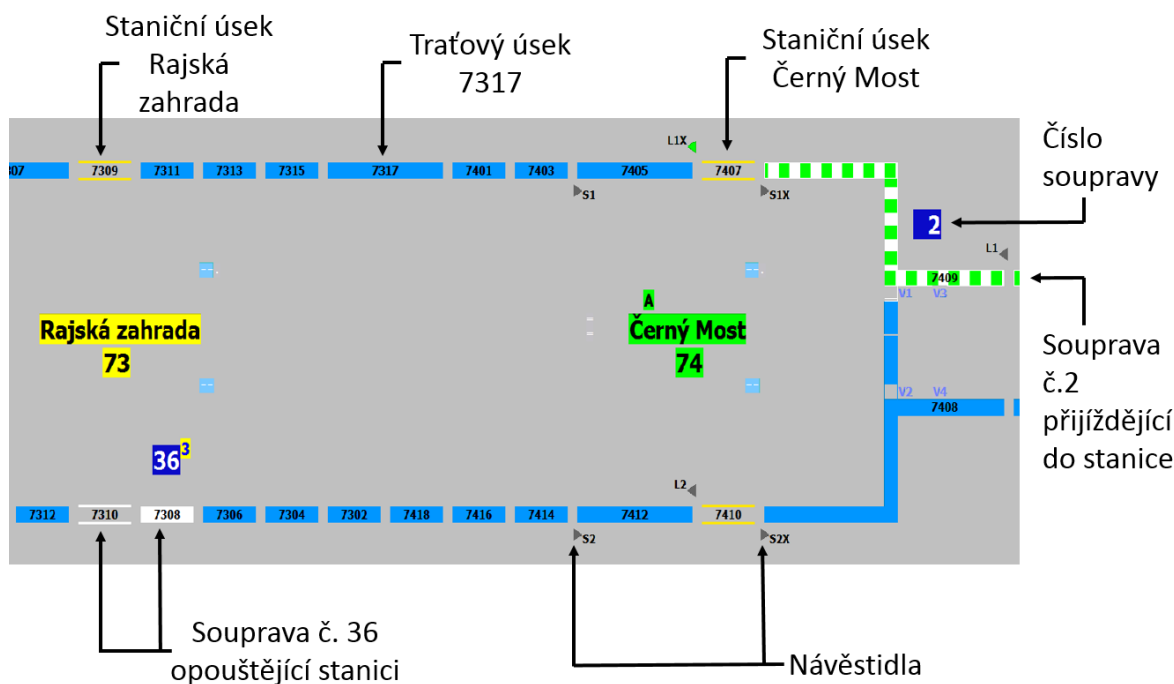 Staniční úsek
Rajská
zahrada
Traťový úsek
7317
Staniční úsek
Černý Most
Číslo
soupravy
L1X
307
7309
7311
7313
7315
7317
7401
7403
7405
7407
S1
S1X
2
L1
7409
V1 V3
A
Rajská zahrada
73
Černý Most
74
Souprava
č.2
přijíždějící
do stanice
V2 V4
7408
36
3
L2
7312
7310
7308
7306
7304
7302
7418
7416
7414
7412
7410
S2
S2X
Souprava č. 36
opouštějící stanici
Návěstidla